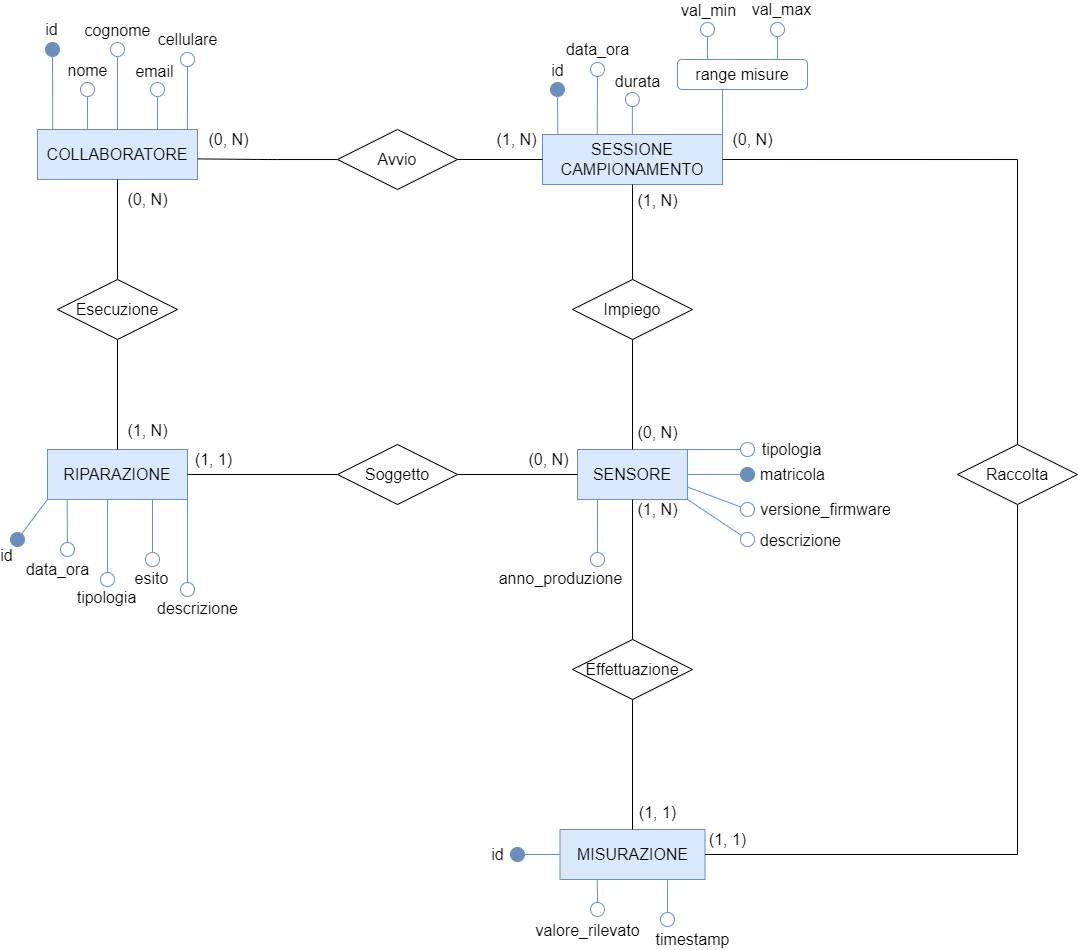 val_min
val_max
id
cognome
cellulare
data_ora
nome
email
id
durata
range misure
(0, N)
(1, N)
(0, N)
COLLABORATORE
Avvio
SESSIONE
CAMPIONAMENTO
(0, N)
(1, N)
Esecuzione
Impiego
(1, N)
(0, N)
(1, 1)
(0, N)
tipologia
RIPARAZIONE
Soggetto
SENSORE
matricola
Raccolta
(1, N)
versione_firmware
descrizione
id
data_ora
tipologia
esito
descrizione
anno_produzione
Effettuazione
(1, 1)
(1, 1)
id
MISURAZIONE
valore_rilevato
timestamp